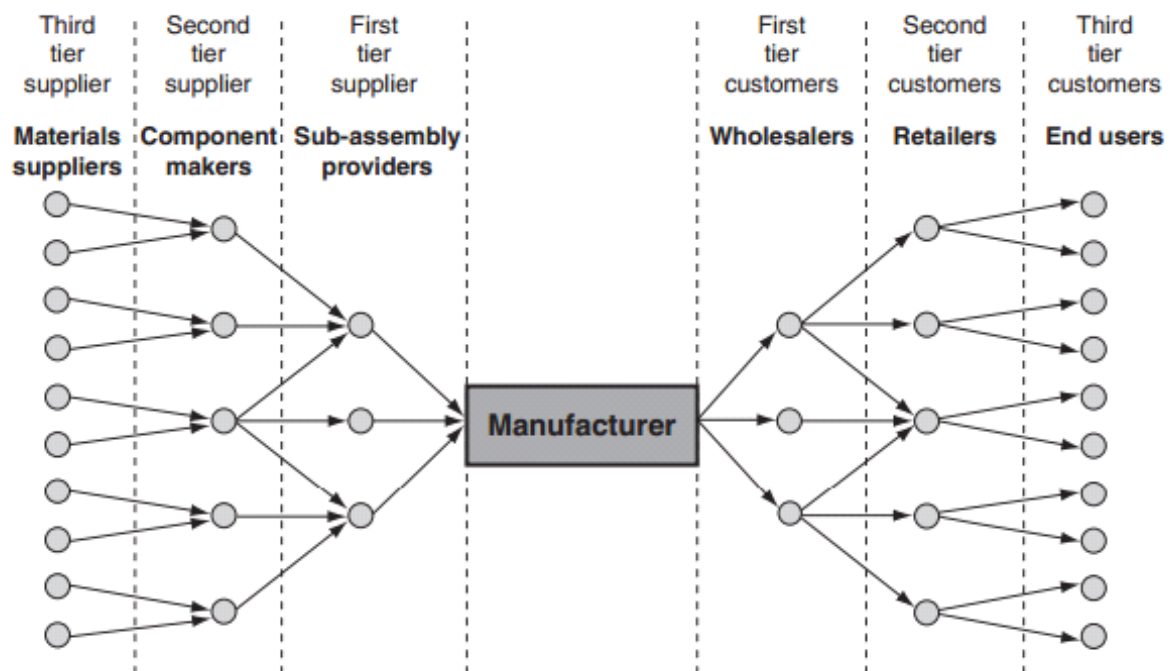 Third
tier
supplier
Second
tier
supplier
First
tier
supplier
First
tier
customers
Second
tier
customers
Third
tier
customers
Materials
suppliers
Component
makers
Sub-assembly
providers
Wholesalers
Retailers
End users
Manufacturer